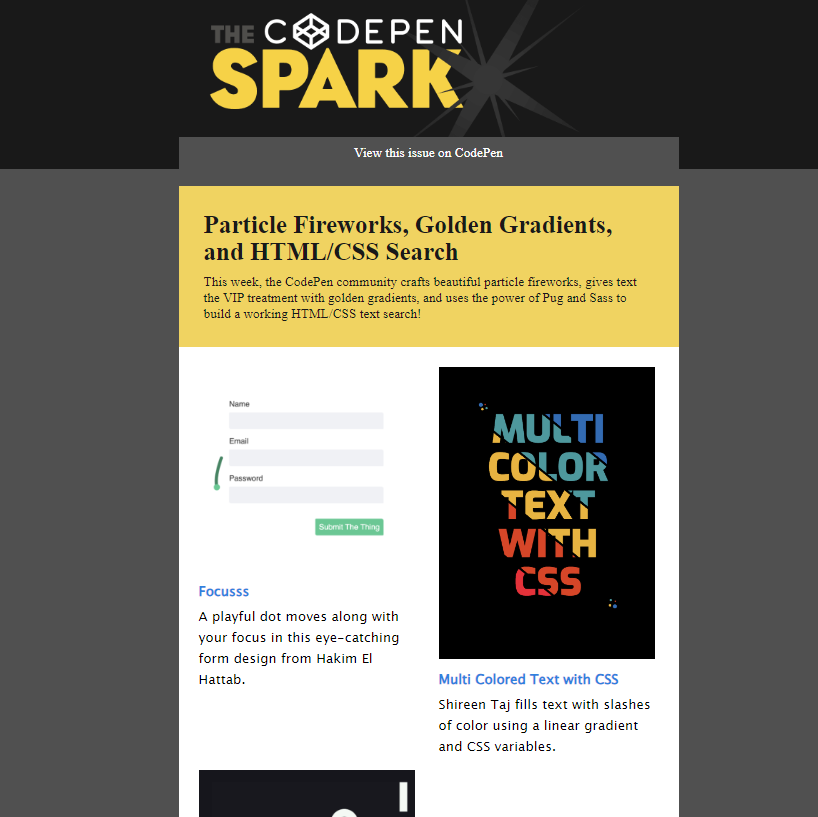 THE CODEPEN
SPARK
View this issue on CodePen
Particle Fireworks, Golden Gradients,
and HTML/CSS Search
This week, the CodePen community crafts beautiful particle fireworks, gives text
the VIP treatment with golden gradients, and uses the power of Pug and Sass to
build a working HTML/CSS text search!
Name
Email
Password
Submit The Thing
Focusss
A playful dot moves along with
your focus in this eye-catching
form design from Hakim El
Hattab.
MULTI
COLOR
TEXT
WITH
CSS
Multi Colored Text with CSS
Shireen Taj fills text with slashes
of color using a linear gradient
and CSS variables.